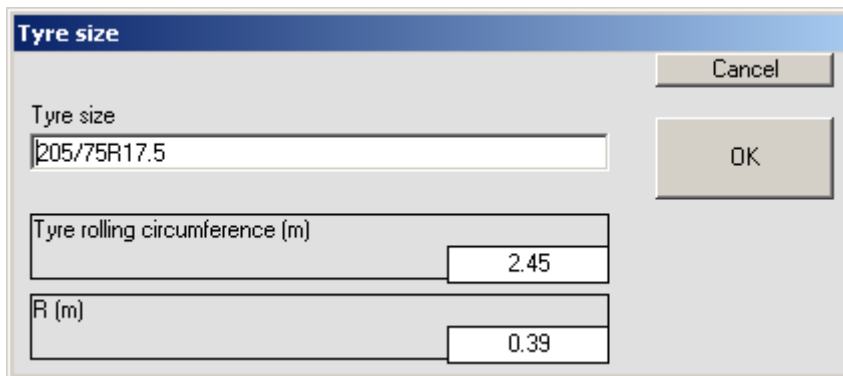 Tyre size
Cancel
Tyre size
205/75R17.5
OK
Tyre rolling circumference (m)
2.45
R (m)
0.39